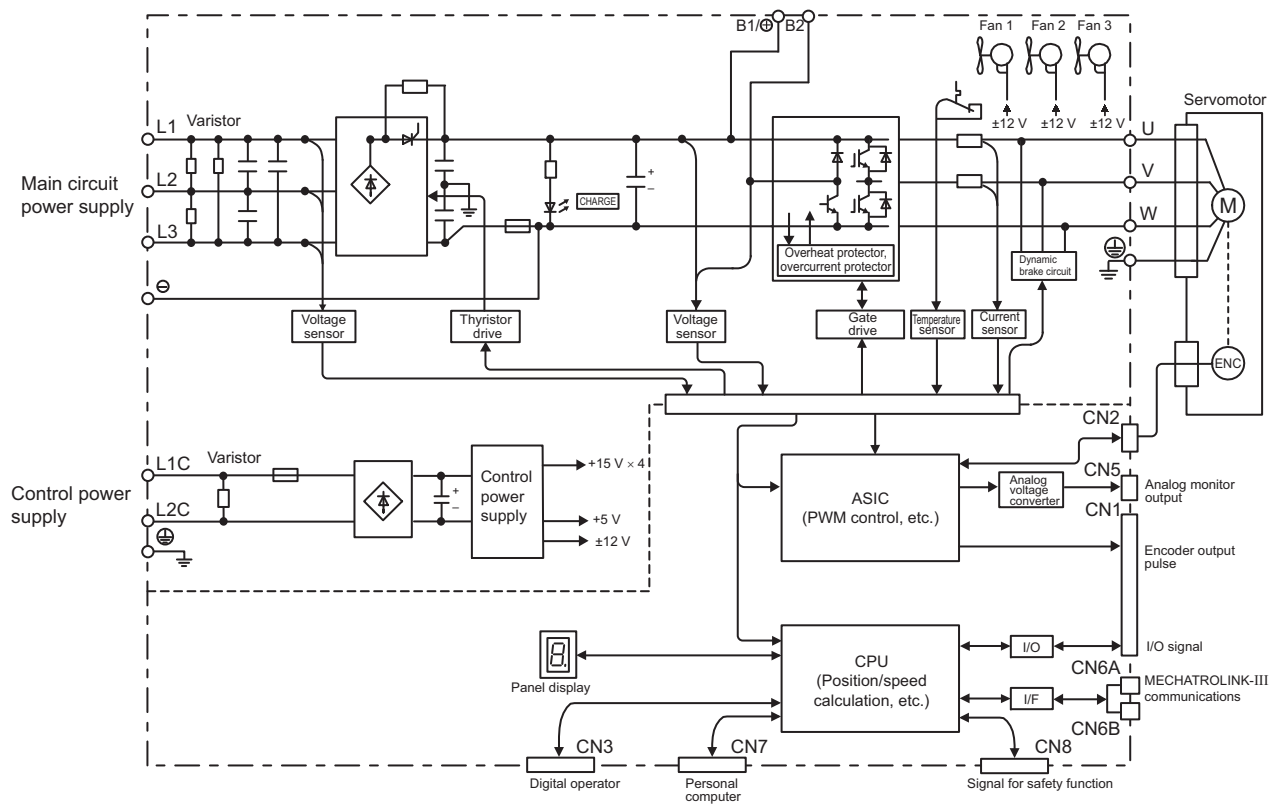 B1/⊕ B2
Fan 1 Fan 2 Fan 3
±12 V ±12 V ±12 V
Servomotor
L1 Varistor
U
Main circuit
power supply
L2
V
M
+
–
CHARGE
L3
W
Overheat protector,
overcurrent protector
Dynamic
brake circuit
⊖
Voltage
sensor
Thyristor
drive
Voltage
sensor
Gate
drive
Temperature
sensor
Current
sensor
ENC
CN2
L1C Varistor
Control power
supply
L2C
+
–
Control
power
supply
+15 V × 4
+5 V
±12 V
ASIC
(PWM control, etc.)
Analog
voltage
converter
CN5
Analog monitor
output
CN1
Encoder output
pulse
8.
Panel display
CPU
(Position/speed
calculation, etc.)
I/O
I/O signal
I/F
CN6A
MECHATROLINK-III
communications
CN6B
CN3
Digital operator
CN7
Personal
computer
CN8
Signal for safety function